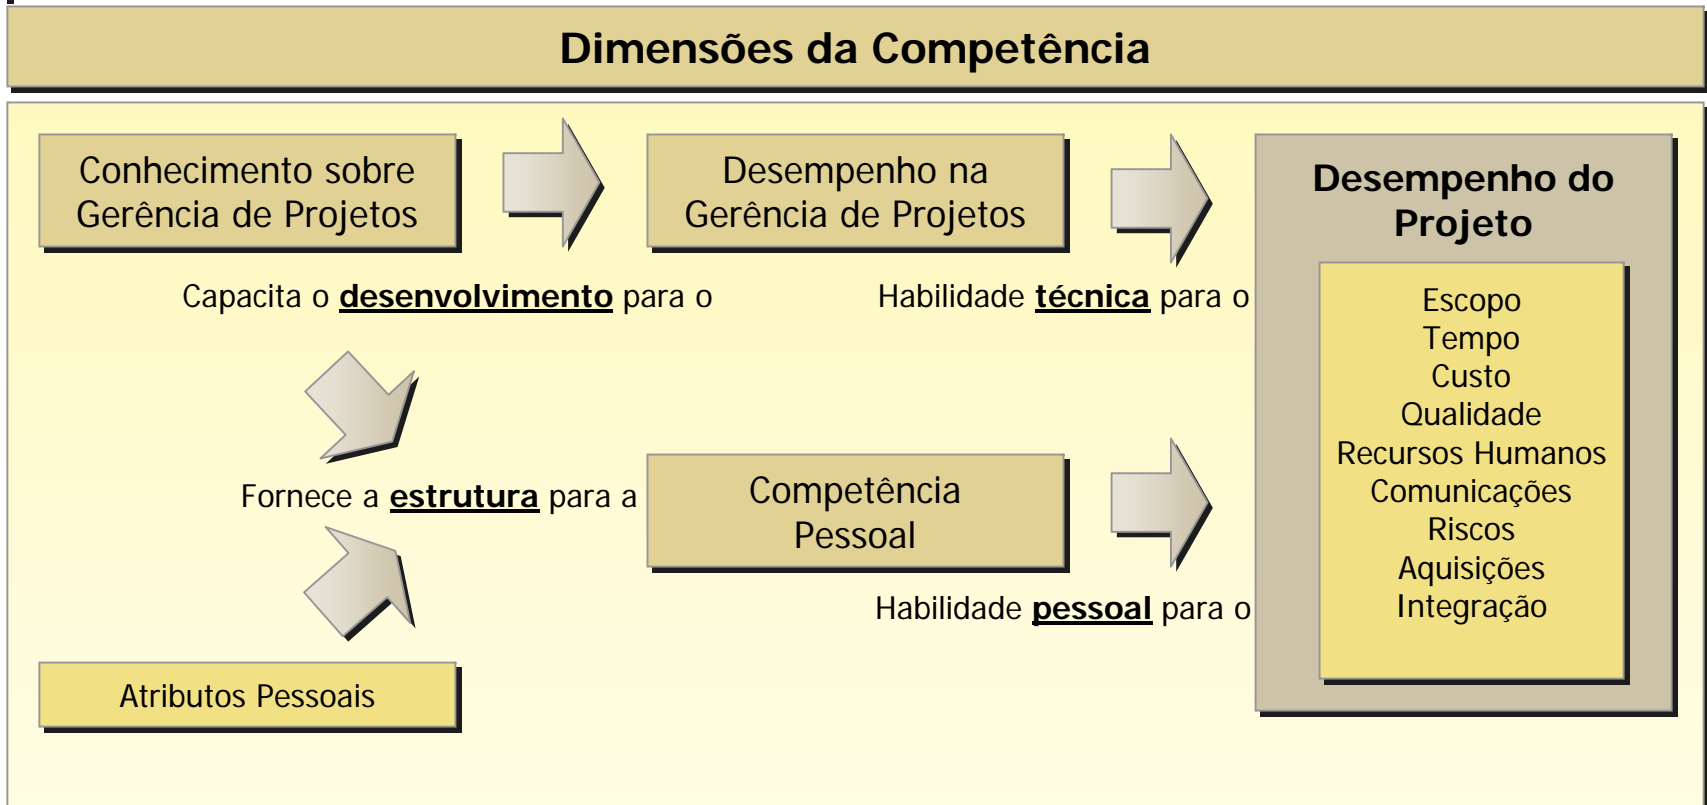 Dimensões da Competência
Conhecimento sobre
Gerência de Projetos
Desempenho na
Gerência de Projetos
Desempenho do
Projeto
Capacita o desenvolvimento para o
Habilidade técnica para o
Escopo
Tempo
Custo
Qualidade
Recursos Humanos
Comunicações
Riscos
Aquisições
Integração
Fornece a estrutura para a
Competência
Pessoal
Habilidade pessoal para o
Atributos Pessoais